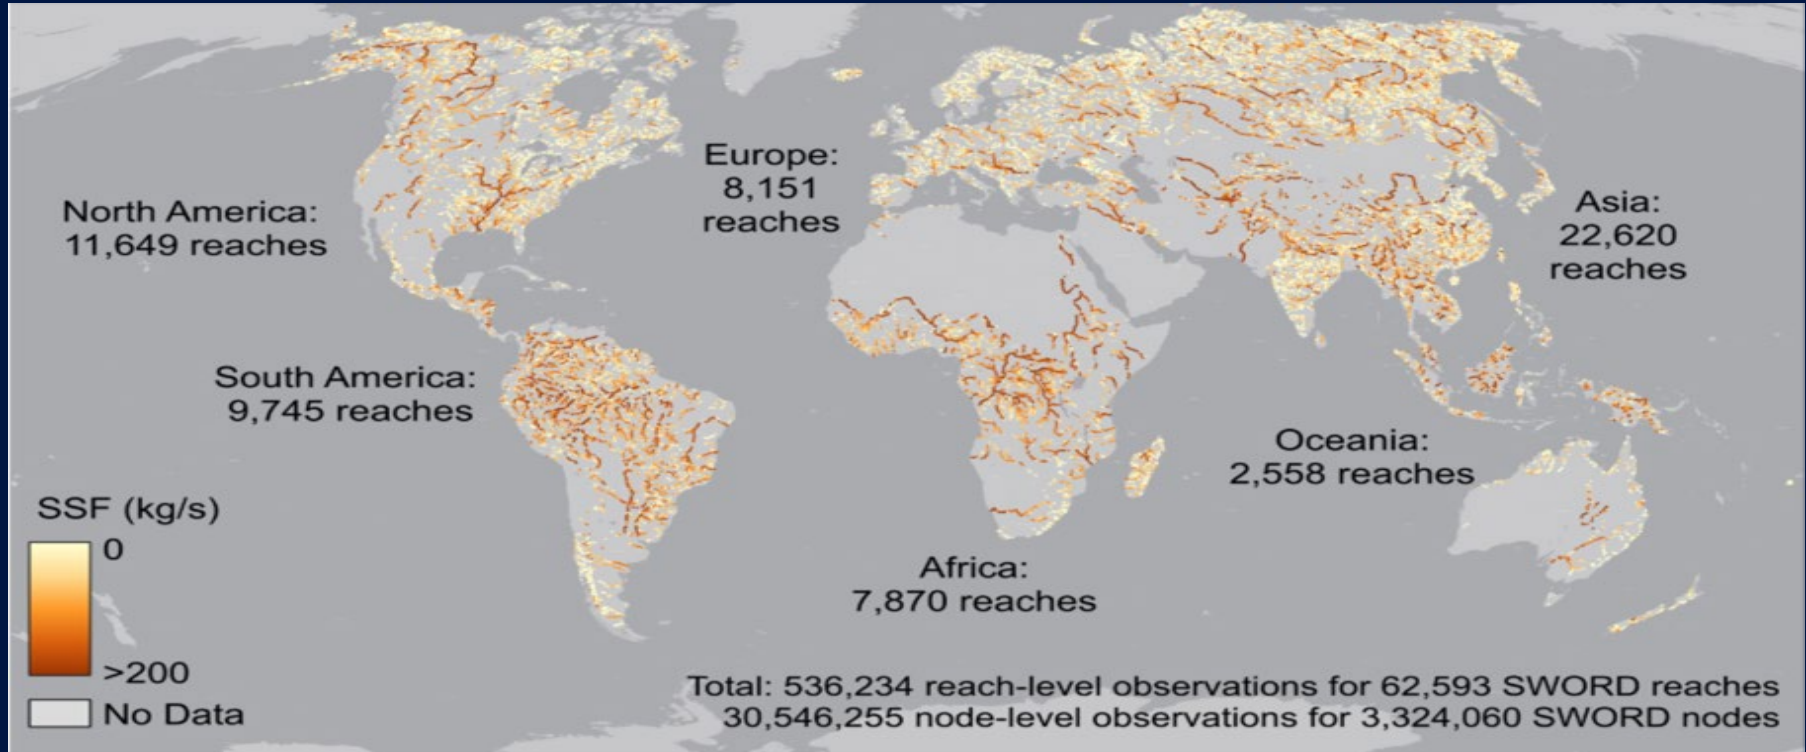 Europe:
8,151
reaches
North America:
11,649 reaches
Asia:
22,620
reaches
South America:
9,745 reaches
Oceania:
2,558 reaches
SSF (kg/s)
0
>200
No Data
Africa:
7,870 reaches
Total: 536,234 reach-level observations for 62,593 SWORD reaches
30,546,255 node-level observations for 3,324,060 SWORD nodes